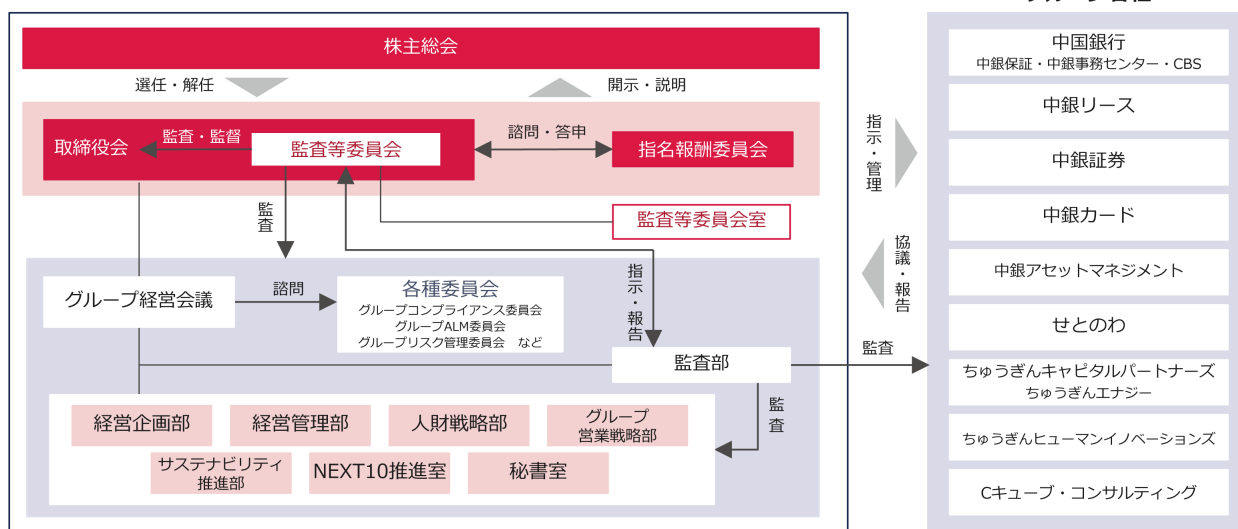 株主総会
選任・解任
開示・説明
取締役会
監査・監督
監査等委員会
諮問・答申
指名報酬委員会
監査
監査等委員会室
グループ経営会議
諮問
各種委員会
グループコンプライアンス委員会
グループALM委員会
グループリスク管理委員会 など
指示・報告
監査部
監査
監査
経営企画部
経営管理部
人財戦略部
グループ
営業戦略部
サステナビリティ
推進部
NEXT10推進室
秘書室
指示・管理
協議・報告
中国銀行
中銀保証・中銀事務センター・CBS
中銀リース
中銀証券
中銀カード
中銀アセットマネジメント
せとのわ
ちゅうぎんキャピタルパートナーズ
ちゅうぎんエナジー
ちゅうぎんヒューマンイノベーションズ
Cキューブ・コンサルティング